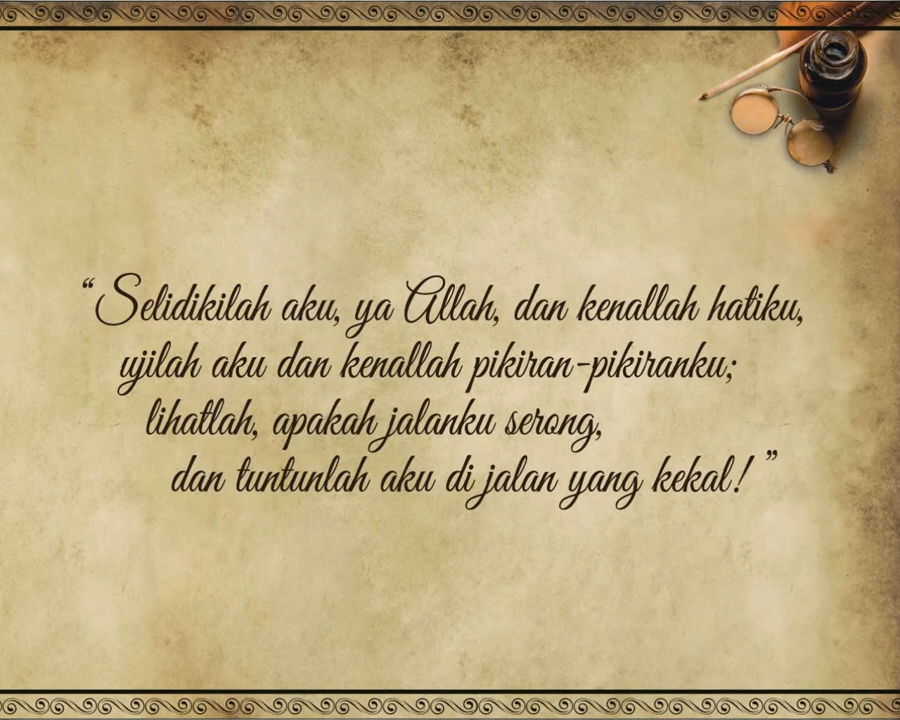 “Selidikilah aku, ya Allah, dan kenallah hatiku,
ujilah aku dan kenallah pikiran-pikiranku;
lihatlah, apakah jalanku serong,
dan tuntunlah aku di jalan yang kekal!”